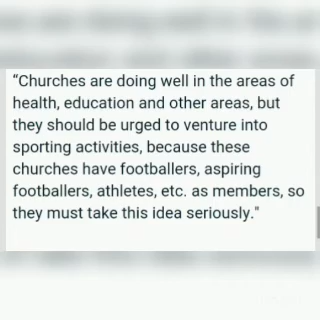 “Churches are doing well in the areas of
health, education and other areas, but
they should be urged to venture into
sporting activities, because these
churches have footballers, aspiring
footballers, athletes, etc. as members, so
they must take this idea seriously."